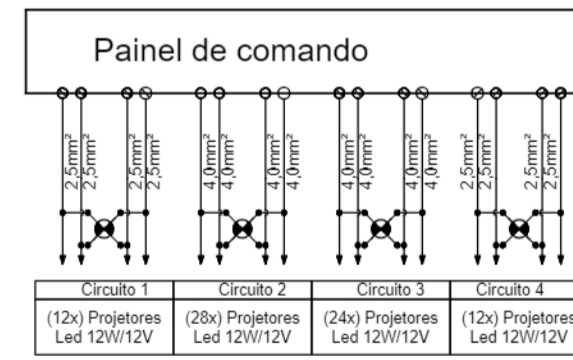 Painel de comando
2,5mm²
2,5mm²
2,5mm²
2,5mm²
4,0mm²
4,0mm²
4,0mm²
4,0mm²
4,0mm²
4,0mm²
4,0mm²
4,0mm²
2,5mm²
2,5mm²
2,5mm²
2,5mm²
Circuito 1
Circuito 2
Circuito 3
Circuito 4
(12x) Projetores
Led 12W/12V
(28x) Projetores
Led 12W/12V
(24x) Projetores
Led 12W/12V
(12x) Projetores
Led 12W/12V